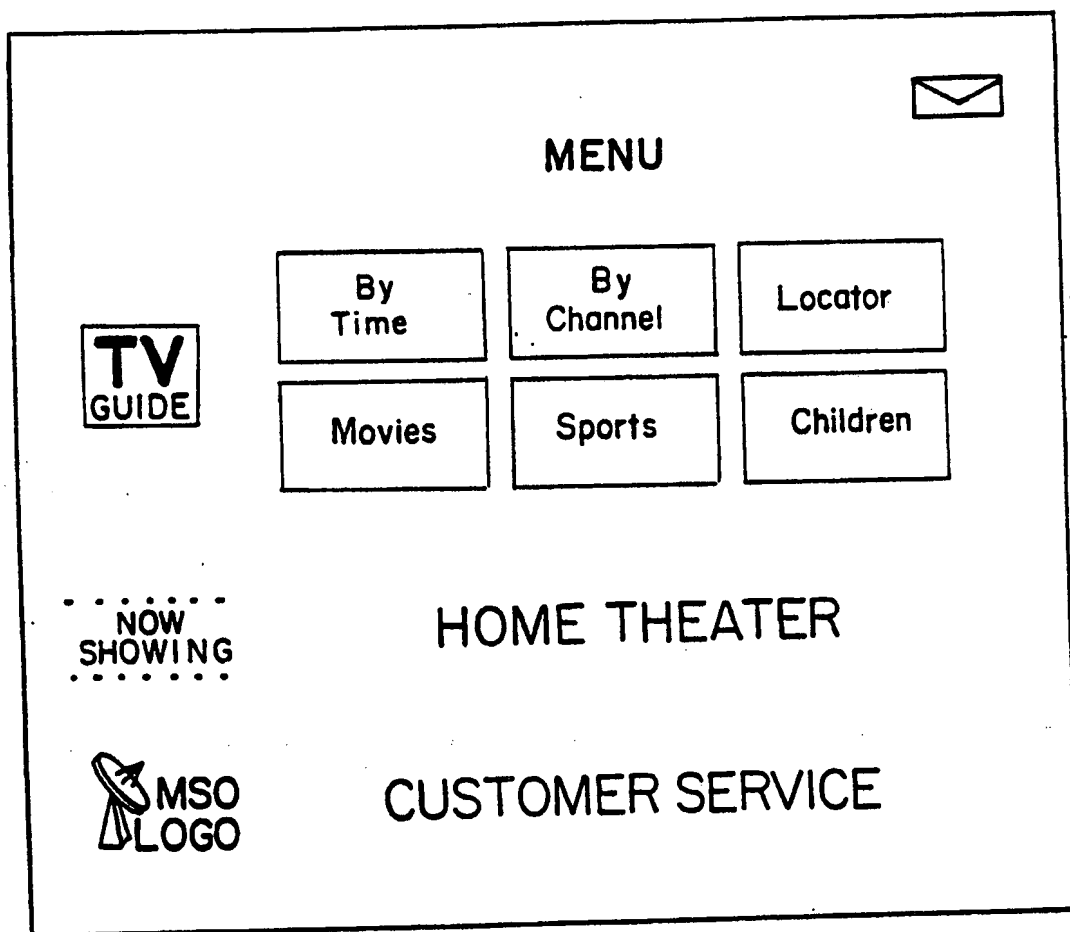 MENU
By
Time
By
Channel
Locator
TV
GUIDE
Movies
Sports
Children
NOW
SHOWING
HOME THEATER
MSO
LOGO
CUSTOMER SERVICE